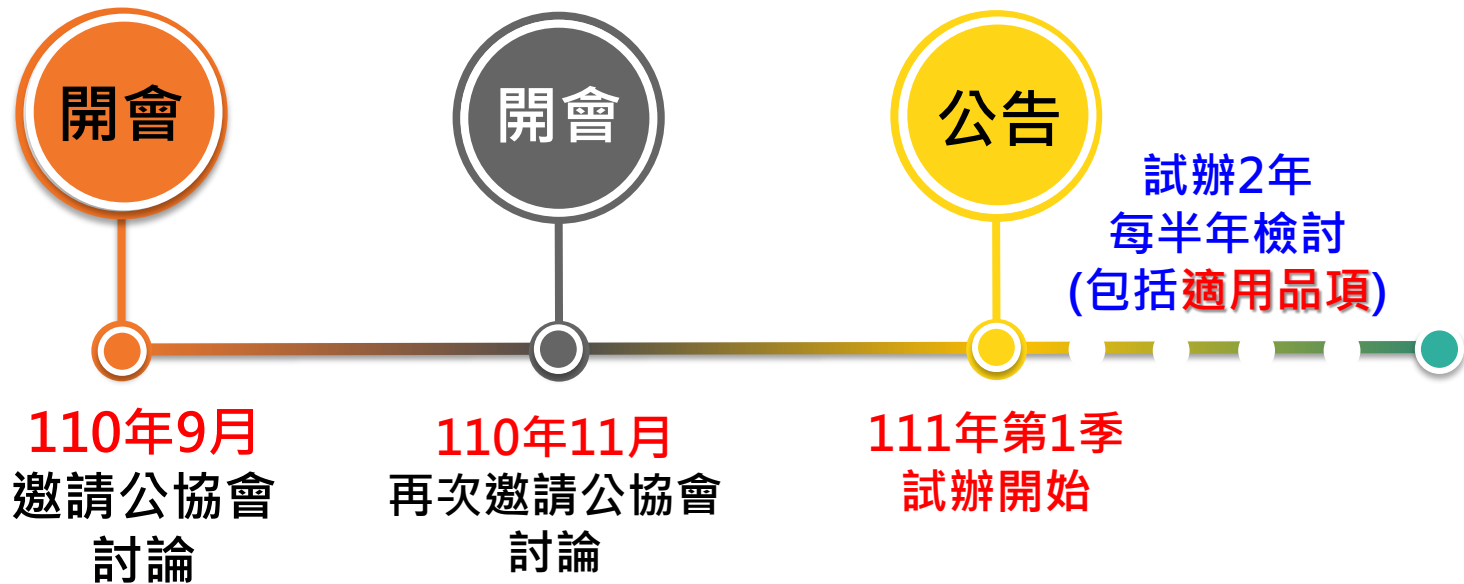 開會
110年9月
邀請公協會
討論
開會
110年11月
再次邀請公協會
討論
公告
111年第1季
試辦開始
試辦2年
每半年檢討
(包括適用品項)